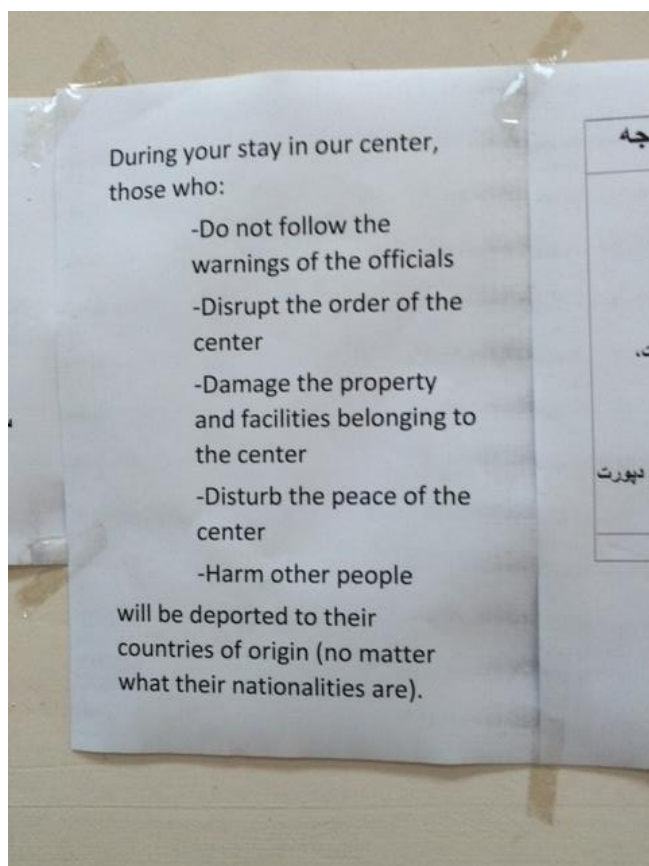 During your stay in our center,
those who:
-Do not follow the
warnings of the officials
-Disrupt the order of the
center
-Damage the property
and facilities belonging to
the center
-Disturb the peace of the
center
-Harm other people
will be deported to their
countries of origin (no matter
what their nationalities are).
دیپورت